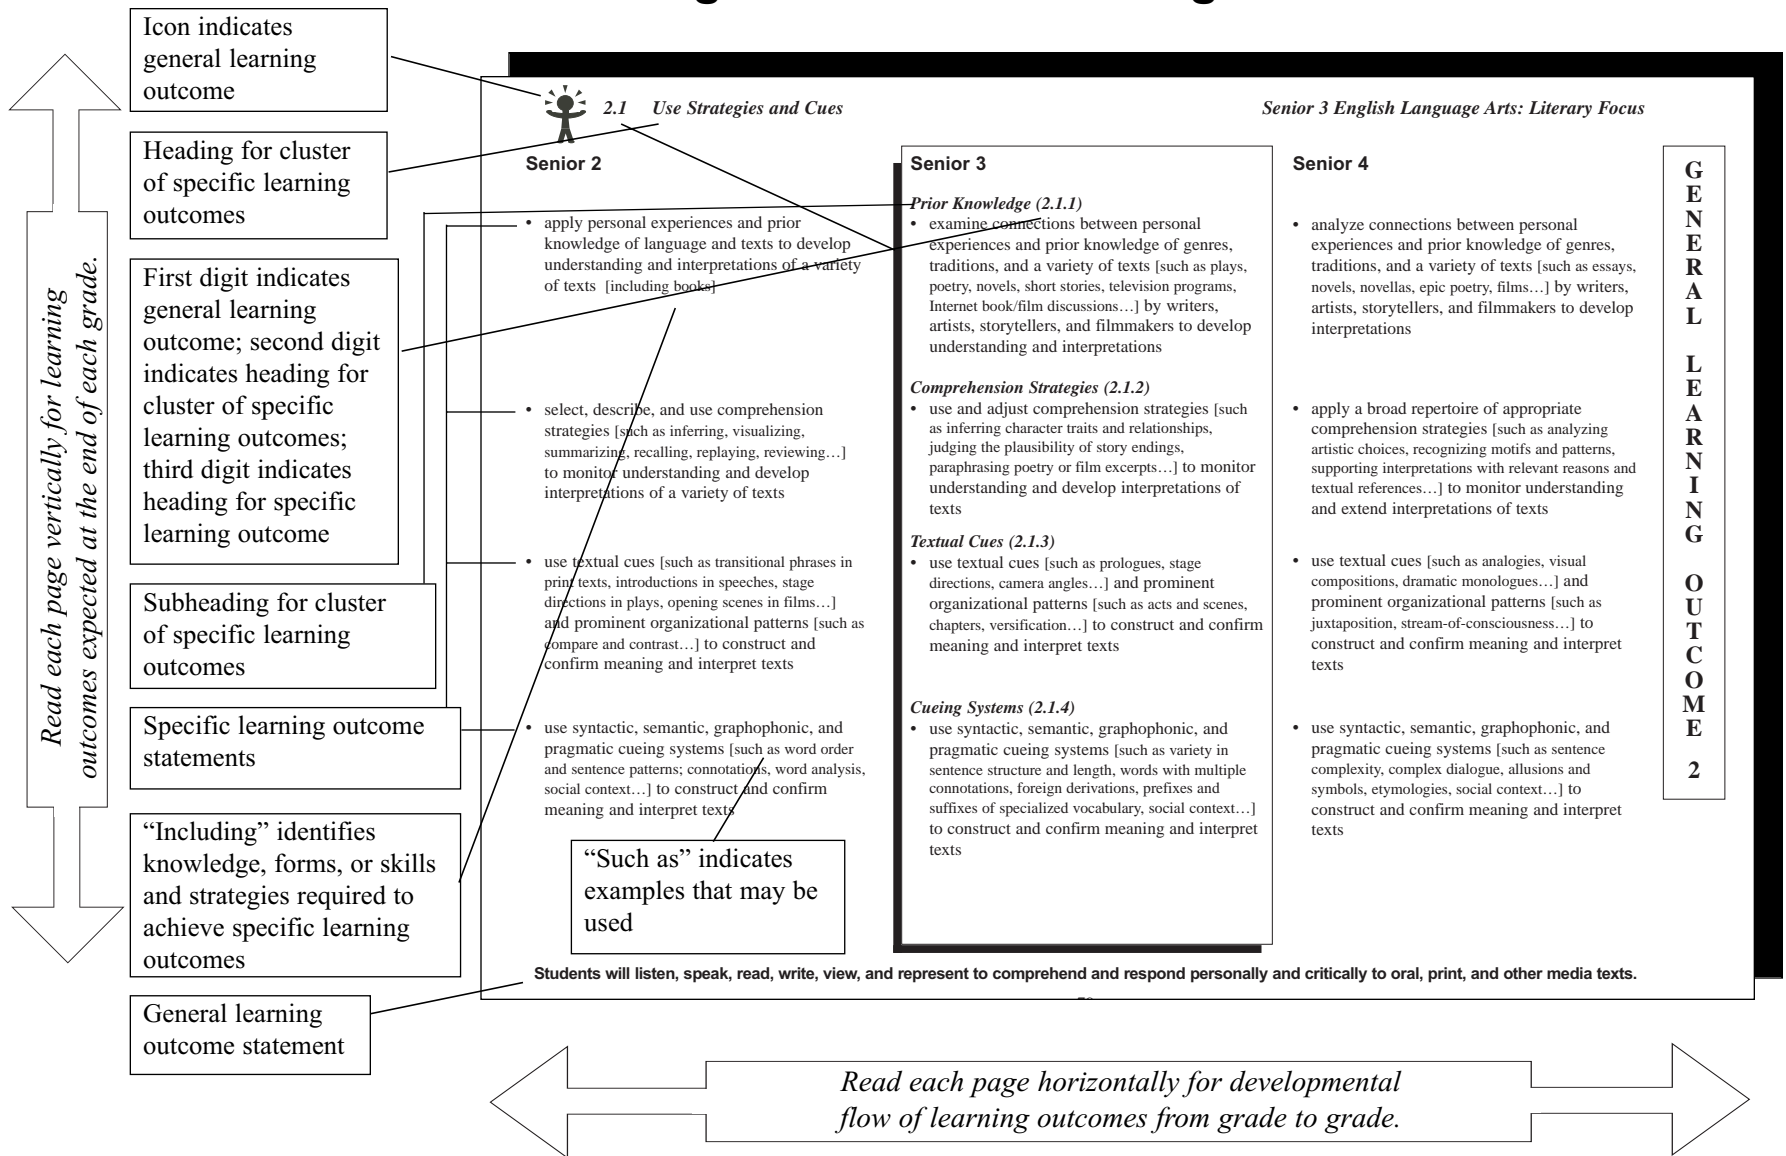 Icon indicates
general learning
outcome
Heading for cluster
of specific learning
outcomes
First digit indicates
general learning
outcome; second digit
indicates heading for
cluster of specific
learning outcomes;
third digit indicates
heading for specific
learning outcome
Subheading for cluster
of specific learning
outcomes
Specific learning outcome
statements
“Including” identifies
knowledge, forms, or skills
and strategies required to
achieve specific learning
outcomes
General learning
outcome statement
Read each page vertically for learning
outcomes expected at the end of each grade.
2.1 Use Strategies and Cues
Senior 3 English Language Arts: Literary Focus
Senior 2
• apply personal experiences and prior
knowledge of language and texts to develop
understanding and interpretations of a variety
of texts [including books]
• select, describe, and use comprehension
strategies [such as inferring, visualizing,
summarizing, recalling, replaying, reviewing…]
to monitor understanding and develop
interpretations of a variety of texts
• use textual cues [such as transitional phrases in
print texts, introductions in speeches, stage
directions in plays, opening scenes in films…]
and prominent organizational patterns [such as
compare and contrast…] to construct and
confirm meaning and interpret texts
• use syntactic, semantic, graphophonic, and
pragmatic cueing systems [such as word order
and sentence patterns; connotations, word analysis,
social context…] to construct and confirm
meaning and interpret texts
“Such as” indicates
examples that may be
used
Senior 3
Prior Knowledge (2.1.1)
• examine connections between personal
experiences and prior knowledge of genres,
traditions, and a variety of texts [such as plays,
poetry, novels, short stories, television programs,
Internet book/film discussions…] by writers,
artists, storytellers, and filmmakers to develop
understanding and interpretations
Comprehension Strategies (2.1.2)
• use and adjust comprehension strategies [such
as inferring character traits and relationships,
judging the plausibility of story endings,
paraphrasing poetry or film excerpts…] to monitor
understanding and develop interpretations of
texts
Textual Cues (2.1.3)
• use textual cues [such as prologues, stage
directions, camera angles…] and prominent
organizational patterns [such as acts and scenes,
chapters, versification…] to construct and confirm
meaning and interpret texts
Cueing Systems (2.1.4)
• use syntactic, semantic, graphophonic, and
pragmatic cueing systems [such as variety in
sentence structure and length, words with multiple
connotations, foreign derivations, prefixes and
suffixes of specialized vocabulary, social context…]
to construct and confirm meaning and interpret
texts
Senior 4
• analyze connections between personal
experiences and prior knowledge of genres,
traditions, and a variety of texts [such as essays,
novels, novellas, epic poetry, films…] by writers,
artists, storytellers, and filmmakers to develop
interpretations
• apply a broad repertoire of appropriate
comprehension strategies [such as analyzing
artistic choices, recognizing motifs and patterns,
supporting interpretations with relevant reasons and
textual references…] to monitor understanding
and extend interpretations of texts
• use textual cues [such as analogies, visual
compositions, dramatic monologues…] and
prominent organizational patterns [such as
juxtaposition, stream-of-consciousness…] to
construct and confirm meaning and interpret
texts
• use syntactic, semantic, graphophonic, and
pragmatic cueing systems [such as sentence
complexity, complex dialogue, allusions and
symbols, etymologies, social context…] to
construct and confirm meaning and interpret
texts
GENERAL LEARNING OUTCOME 2
Students will listen, speak, read, write, view, and represent to comprehend and respond personally and critically to oral, print, and other media texts.
Read each page horizontally for developmental
flow of learning outcomes from grade to grade.